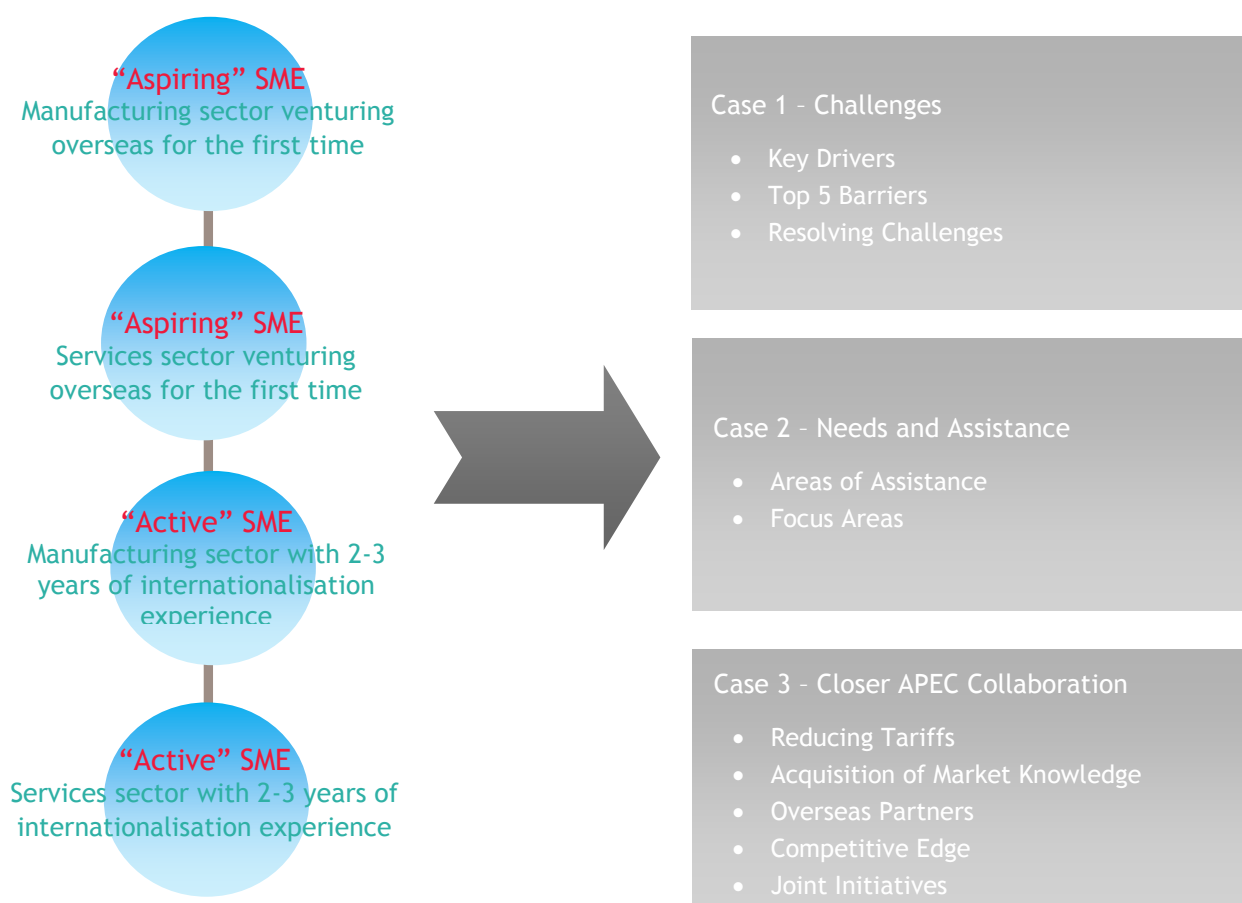 “Aspiring” SME
Manufacturing sector venturing
overseas for the first time
“Aspiring” SME
Services sector venturing
overseas for the first time
“Active” SME
Manufacturing sector with 2-3
years of internationalisation
experience
“Active” SME
Services sector with 2-3 years of
internationalisation experience
Case 1 – Challenges
• Key Drivers
• Top 5 Barriers
• Resolving Challenges
Case 2 – Needs and Assistance
• Areas of Assistance
• Focus Areas
Case 3 – Closer APEC Collaboration
• Reducing Tariffs
• Acquisition of Market Knowledge
• Overseas Partners
• Competitive Edge
• Joint Initiatives